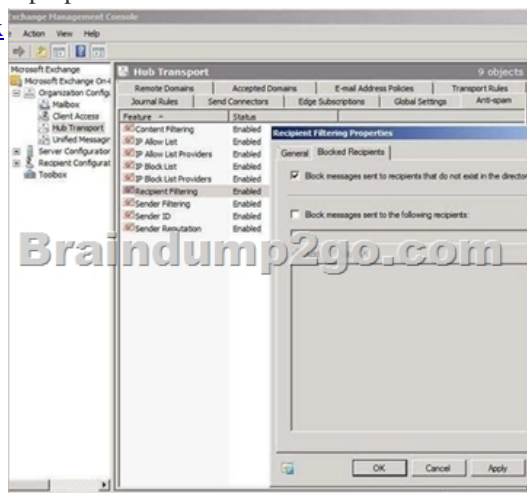 Exchange Management Console
k
Action View Help
Microsoft Exchange
Microsoft Exchange On-
Organization Config
Mailbox
Client Access
Hub Transport
Unified Messagin
Server Configuration
Recipient Configurat
Toolbox
Hub Transport 9 objects
Remote Domains Accepted Domains E-mail Address Policies Transport Rules
Journal Rules Send Connectors Edge Subscriptions Global Settings Anti-spam
Feature Status
Content Filtering Enabled
IP Allow List Enabled
IP Allow List Providers Enabled
IP Block List Enabled
IP Block List Providers Enabled
Recipient Filtering Enabled
Sender Filtering Enabled
Sender ID Enabled
Sender Reputation Enabled
Recipient Filtering Properties
General Blocked Recipients
Block messages sent to recipients that do not exist in the director
Block messages sent to the following recipients:
Braindump2go.com
OK Cancel Apply